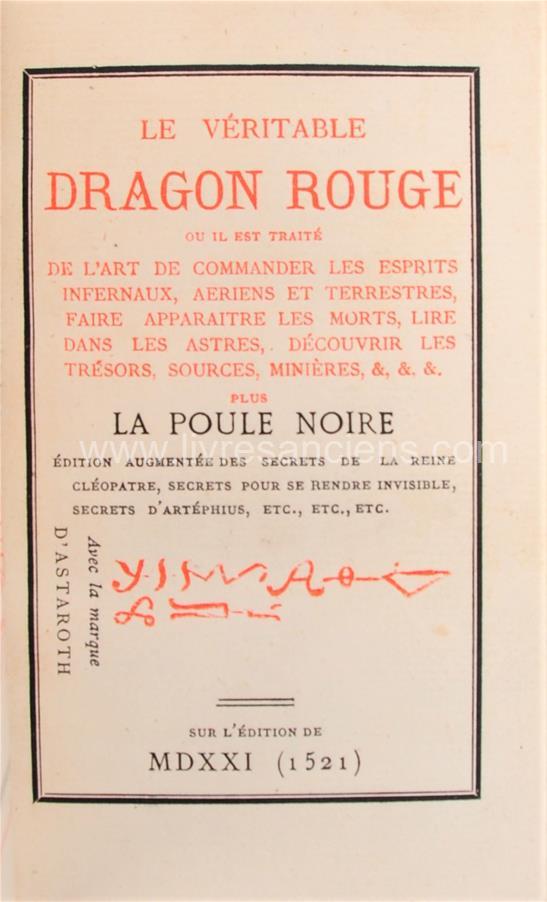 LE VÉRITABLE
DRAGON ROUGE
OU IL EST TRAITÉ
DE L'ART DE COMMANDER LES ESPRITS
INFERNAUX, AERIENS ET TERRESTRES,
FAIRE APPARAITRE LES MORTS, LIRE
DANS LES ASTRES, DÉCOUVRIR LES
TRÉSORS, SOURCES, MINIÈRES, &, &. &.
PLUS
LA POULE NOIRE
www.livresanciens.com
ÉDITION AUGMENTÉE DES SECRETS DE LA REINE
CLÉOPATRE, SECRETS POUR SE RENDRE INVISIBLE,
SECRETS D'ARTÉPHIUS, ETC., ETC., ETC.
Avec la marque
D'ASTAROTH
SUR L'ÉDITION DE
MDXXI (1521)